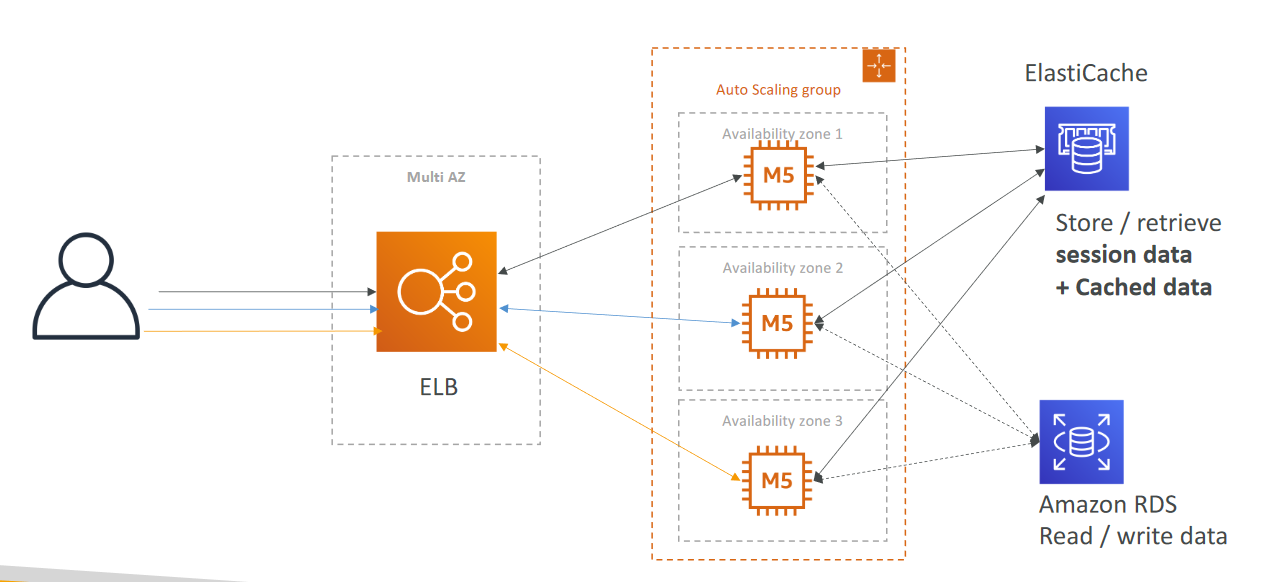 ElastiCache
Auto Scaling group
Availability zone 1
M5
Multi AZ
Store / retrieve
session data
+ Cached data
Availability zone 2
M5
ELB
Availability zone 3
M5
Amazon RDS
Read / write data